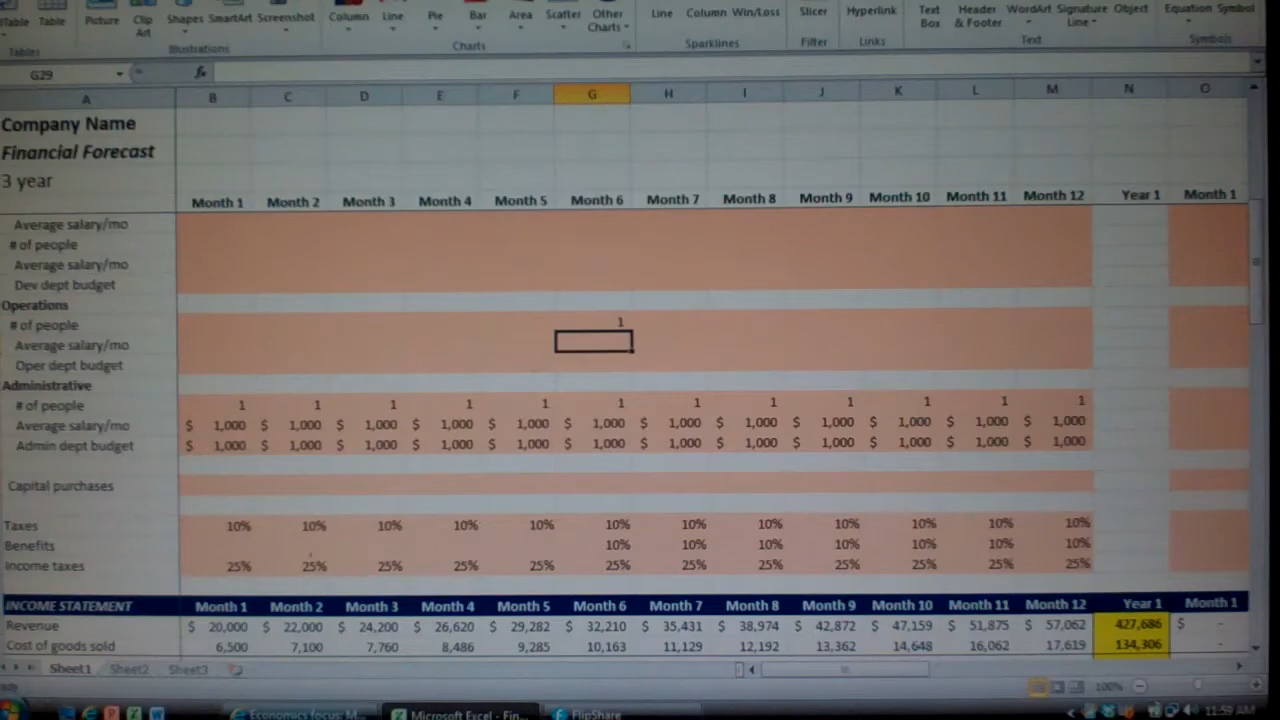 Table Table Picture Clip Art Shapes SmartArt Screenshot Column Line Pie Bar Area Scatter Other Charts Line Column Win/Loss Slicer Hyperlink Text Box Header & Footer WordArt Signature Line Object Equation Symbol
Tables Illustrations Charts Sparklines Filter Links Text Symbols
G29 fx
A B C D E F G H I J K L M N O
Company Name
Financial Forecast
3 year
Month 1 Month 2 Month 3 Month 4 Month 5 Month 6 Month 7 Month 8 Month 9 Month 10 Month 11 Month 12 Year 1 Month 1
Average salary/mo
# of people
Average salary/mo
Dev dept budget
Operations
# of people 1
Average salary/mo
Oper dept budget
Administrative
# of people 1 1 1 1 1 1 1 1 1 1 1 1
Average salary/mo $ 1,000 $ 1,000 $ 1,000 $ 1,000 $ 1,000 $ 1,000 $ 1,000 $ 1,000 $ 1,000 $ 1,000 $ 1,000 $ 1,000
Admin dept budget $ 1,000 $ 1,000 $ 1,000 $ 1,000 $ 1,000 $ 1,000 $ 1,000 $ 1,000 $ 1,000 $ 1,000 $ 1,000 $ 1,000
Capital purchases
Taxes 10% 10% 10% 10% 10% 10% 10% 10% 10% 10% 10% 10%
Benefits 10% 10% 10% 10% 10% 10% 10%
Income taxes 25% 25% 25% 25% 25% 25% 25% 25% 25% 25% 25% 25%
INCOME STATEMENT Month 1 Month 2 Month 3 Month 4 Month 5 Month 6 Month 7 Month 8 Month 9 Month 10 Month 11 Month 12 Year 1 Month 1
Revenue $ 20,000 $ 22,000 $ 24,200 $ 26,620 $ 29,282 $ 32,210 $ 35,431 $ 38,974 $ 42,872 $ 47,159 $ 51,875 $ 57,062 427,686 $ -
Cost of goods sold 6,500 7,100 7,760 8,486 9,285 10,163 11,129 12,192 13,362 14,648 16,062 17,619 134,306 -
Sheet1 Sheet2 Sheet3
100%
Economics focus: M... Microsoft Excel - Fin... FlipShare 11:59 AM